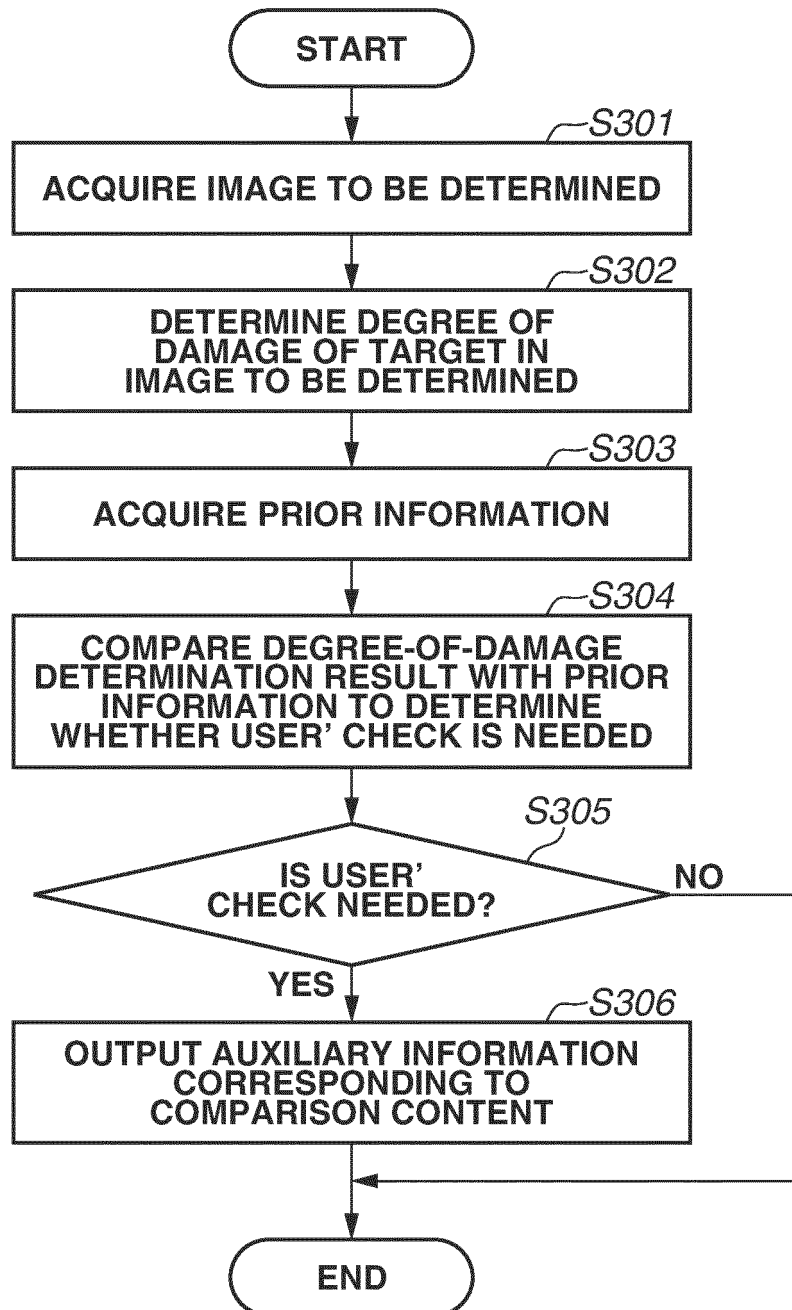 START
S301
ACQUIRE IMAGE TO BE DETERMINED
S302
DETERMINE DEGREE OF
DAMAGE OF TARGET IN
IMAGE TO BE DETERMINED
S303
ACQUIRE PRIOR INFORMATION
S304
COMPARE DEGREE-OF-DAMAGE
DETERMINATION RESULT WITH PRIOR
INFORMATION TO DETERMINE
WHETHER USER’ CHECK IS NEEDED
S305
IS USER’
CHECK NEEDED?
NO
YES
S306
OUTPUT AUXILIARY INFORMATION
CORRESPONDING TO
COMPARISON CONTENT
END